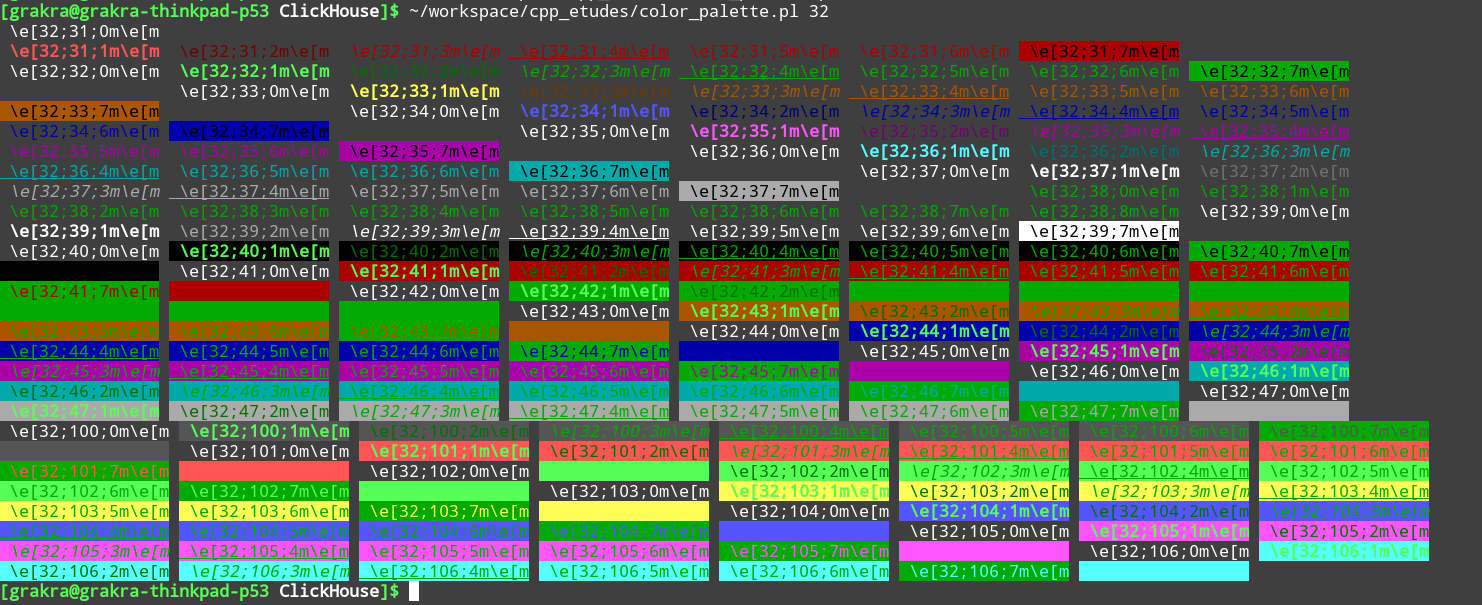 [grakra@grakra-thinkpad-p53 ClickHouse]$ ~/workspace/cpp_etudes/color_palette.pl 32
\e[32;31;0m\e[m
\e[32;31;1m\e[m \e[32;31;2m\e[m \e[32;31;3m\e[m \e[32;31;4m\e[m \e[32;31;5m\e[m \e[32;31;6m\e[m \e[32;31;7m\e[m
\e[32;32;0m\e[m \e[32;32;1m\e[m \e[32;32;2m\e[m \e[32;32;3m\e[m \e[32;32;4m\e[m \e[32;32;5m\e[m \e[32;32;6m\e[m \e[32;32;7m\e[m
\e[32;33;0m\e[m \e[32;33;1m\e[m \e[32;33;2m\e[m \e[32;33;3m\e[m \e[32;33;4m\e[m \e[32;33;5m\e[m \e[32;33;6m\e[m
\e[32;33;7m\e[m \e[32;34;0m\e[m \e[32;34;1m\e[m \e[32;34;2m\e[m \e[32;34;3m\e[m \e[32;34;4m\e[m \e[32;34;5m\e[m
\e[32;34;6m\e[m \e[32;34;7m\e[m \e[32;35;0m\e[m \e[32;35;1m\e[m \e[32;35;2m\e[m \e[32;35;3m\e[m \e[32;35;4m\e[m
\e[32;35;5m\e[m \e[32;35;6m\e[m \e[32;35;7m\e[m \e[32;36;0m\e[m \e[32;36;1m\e[m \e[32;36;2m\e[m \e[32;36;3m\e[m
\e[32;36;4m\e[m \e[32;36;5m\e[m \e[32;36;6m\e[m \e[32;36;7m\e[m \e[32;37;0m\e[m \e[32;37;1m\e[m \e[32;37;2m\e[m
\e[32;37;3m\e[m \e[32;37;4m\e[m \e[32;37;5m\e[m \e[32;37;6m\e[m \e[32;37;7m\e[m \e[32;38;0m\e[m \e[32;38;1m\e[m
\e[32;38;2m\e[m \e[32;38;3m\e[m \e[32;38;4m\e[m \e[32;38;5m\e[m \e[32;38;6m\e[m \e[32;38;7m\e[m \e[32;38;8m\e[m \e[32;39;0m\e[m
\e[32;39;1m\e[m \e[32;39;2m\e[m \e[32;39;3m\e[m \e[32;39;4m\e[m \e[32;39;5m\e[m \e[32;39;6m\e[m \e[32;39;7m\e[m
\e[32;40;0m\e[m \e[32;40;1m\e[m \e[32;40;2m\e[m \e[32;40;3m\e[m \e[32;40;4m\e[m \e[32;40;5m\e[m \e[32;40;6m\e[m \e[32;40;7m\e[m
\e[32;41;0m\e[m \e[32;41;1m\e[m \e[32;41;2m\e[m \e[32;41;3m\e[m \e[32;41;4m\e[m \e[32;41;5m\e[m \e[32;41;6m\e[m
\e[32;41;7m\e[m \e[32;42;0m\e[m \e[32;42;1m\e[m \e[32;42;2m\e[m
\e[32;43;0m\e[m \e[32;43;1m\e[m \e[32;43;2m\e[m \e[32;43;3m\e[m \e[32;43;4m\e[m
\e[32;43;5m\e[m \e[32;43;6m\e[m \e[32;43;7m\e[m \e[32;44;0m\e[m \e[32;44;1m\e[m \e[32;44;2m\e[m \e[32;44;3m\e[m
\e[32;44;4m\e[m \e[32;44;5m\e[m \e[32;44;6m\e[m \e[32;44;7m\e[m \e[32;45;0m\e[m \e[32;45;1m\e[m \e[32;45;2m\e[m
\e[32;45;3m\e[m \e[32;45;4m\e[m \e[32;45;5m\e[m \e[32;45;6m\e[m \e[32;45;7m\e[m \e[32;46;0m\e[m \e[32;46;1m\e[m
\e[32;46;2m\e[m \e[32;46;3m\e[m \e[32;46;4m\e[m \e[32;46;5m\e[m \e[32;46;6m\e[m \e[32;46;7m\e[m \e[32;47;0m\e[m
\e[32;47;1m\e[m \e[32;47;2m\e[m \e[32;47;3m\e[m \e[32;47;4m\e[m \e[32;47;5m\e[m \e[32;47;6m\e[m \e[32;47;7m\e[m
\e[32;100;0m\e[m \e[32;100;1m\e[m \e[32;100;2m\e[m \e[32;100;3m\e[m \e[32;100;4m\e[m \e[32;100;5m\e[m \e[32;100;6m\e[m \e[32;100;7m\e[m
\e[32;101;0m\e[m \e[32;101;1m\e[m \e[32;101;2m\e[m \e[32;101;3m\e[m \e[32;101;4m\e[m \e[32;101;5m\e[m \e[32;101;6m\e[m
\e[32;101;7m\e[m \e[32;102;0m\e[m \e[32;102;2m\e[m \e[32;102;3m\e[m \e[32;102;4m\e[m \e[32;102;5m\e[m
\e[32;102;6m\e[m \e[32;102;7m\e[m \e[32;103;0m\e[m \e[32;103;1m\e[m \e[32;103;2m\e[m \e[32;103;3m\e[m \e[32;103;4m\e[m
\e[32;103;5m\e[m \e[32;103;6m\e[m \e[32;103;7m\e[m \e[32;104;0m\e[m \e[32;104;1m\e[m \e[32;104;2m\e[m \e[32;104;3m\e[m
\e[32;104;4m\e[m \e[32;104;5m\e[m \e[32;104;6m\e[m \e[32;104;7m\e[m \e[32;105;0m\e[m \e[32;105;1m\e[m \e[32;105;2m\e[m
\e[32;105;3m\e[m \e[32;105;4m\e[m \e[32;105;5m\e[m \e[32;105;6m\e[m \e[32;105;7m\e[m \e[32;106;0m\e[m \e[32;106;1m\e[m
\e[32;106;2m\e[m \e[32;106;3m\e[m \e[32;106;4m\e[m \e[32;106;5m\e[m \e[32;106;6m\e[m \e[32;106;7m\e[m
[grakra@grakra-thinkpad-p53 ClickHouse]$